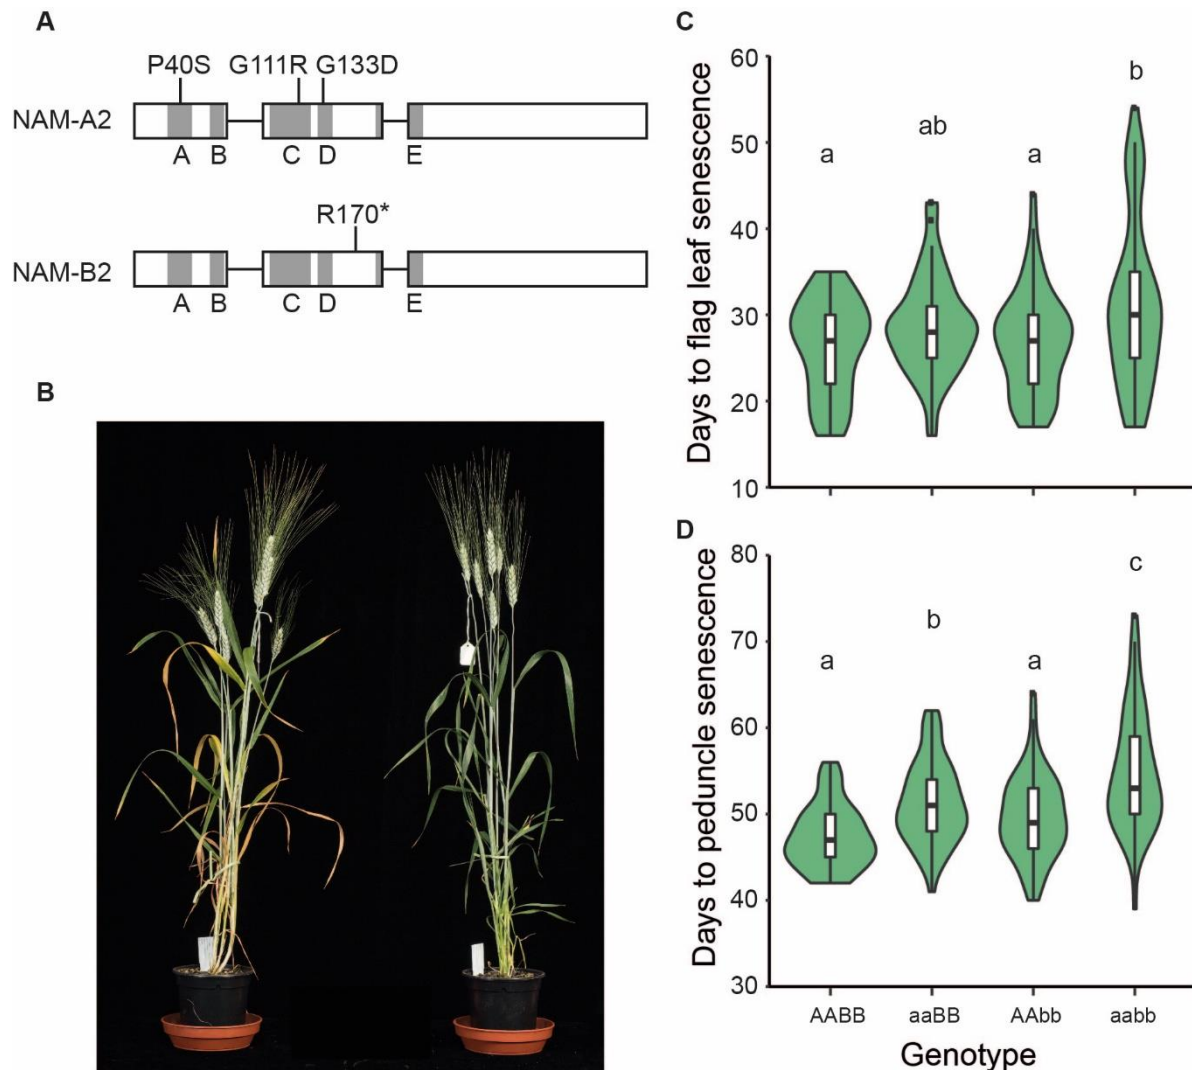 A
P40S G111R G133D
NAM-A2
A B C D E
R170*
NAM-B2
A B C D E
B
C
Days to flag leaf senescence
60
50
40
30
20
10
a ab a b
D
Days to peduncle senescence
80
70
60
50
40
30
a b a c
AABB aaBB AAbb aabb
Genotype